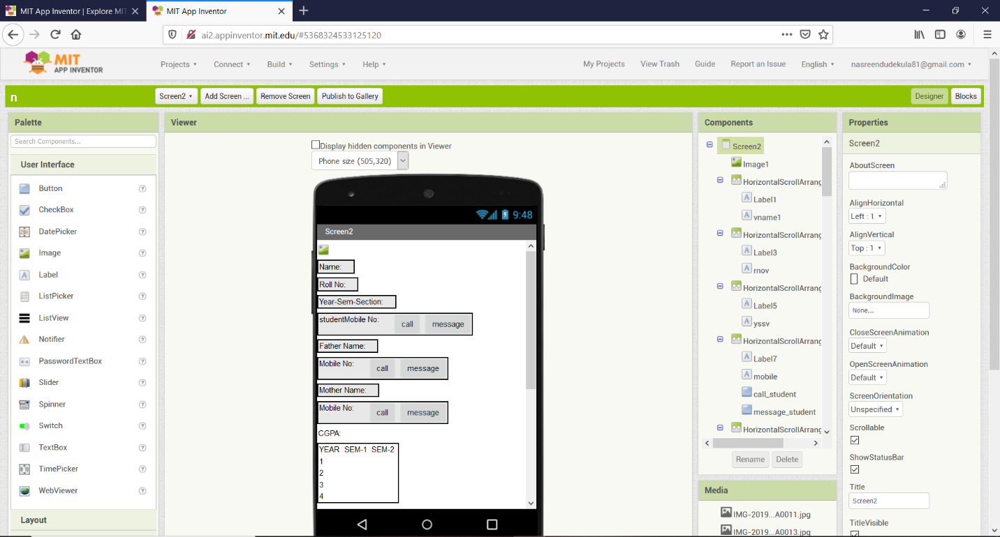 MIT App Inventor | Explore MIT
MIT App Inventor
ai2.appinventor.mit.edu/#5368324533125120
MIT
APP INVENTOR
Projects
Connect
Build
Settings
Help
My Projects
View Trash
Guide
Report an Issue
English
nasreendudekula81@gmail.com
n
Screen2
Add Screen ...
Remove Screen
Publish to Gallery
Designer
Blocks
Palette
Search Components...
User Interface
Button
CheckBox
DatePicker
Image
Label
ListPicker
ListView
Notifier
PasswordTextBox
Slider
Spinner
Switch
TextBox
TimePicker
WebViewer
Layout
Viewer
Display hidden components in Viewer
Phone size (505,320)
9:48
Screen2
Name:
Roll No:
Year-Sem-Section:
studentMobile No: call message
Father Name:
Mobile No: call message
Mother Name:
Mobile No: call message
CGPA:
YEAR SEM-1 SEM-2
1
2
3
4
Components
Screen2
Image1
HorizontalScrollArrang
Label1
vname1
HorizontalScrollArrang
Label3
rnov
HorizontalScrollArrang
Label5
yssv
HorizontalScrollArrang
Label7
mobile
call_student
message_student
HorizontalScrollArrang
Rename
Delete
Media
IMG-2019...A0011.jpg
IMG-2019...A0013.jpg
Properties
Screen2
AboutScreen
AlignHorizontal
Left : 1
AlignVertical
Top : 1
BackgroundColor
Default
BackgroundImage
None...
CloseScreenAnimation
Default
OpenScreenAnimation
Default
ScreenOrientation
Unspecified
Scrollable
ShowStatusBar
Title
Screen2
TitleVisible